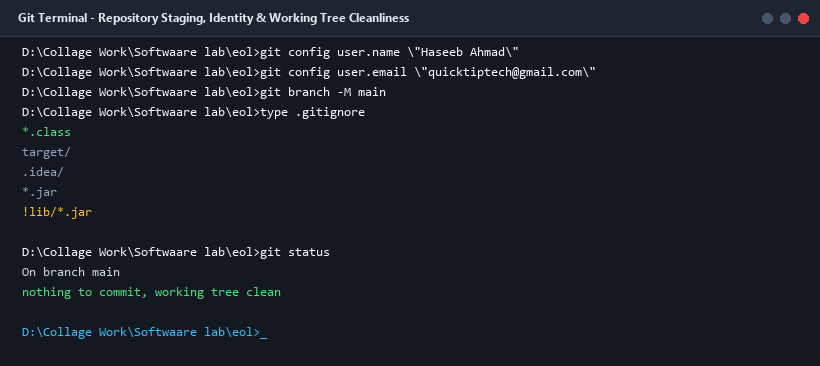 Git Terminal - Repository Staging, Identity & Working Tree Cleanliness
D:\Collage Work\Softwaare lab\eol>git config user.name \"Haseeb Ahmad\"
D:\Collage Work\Softwaare lab\eol>git config user.email \"quicktiptech@gmail.com\"
D:\Collage Work\Softwaare lab\eol>git branch -M main
D:\Collage Work\Softwaare lab\eol>type .gitignore
*.class
target/
.idea/
*.jar
!lib/*.jar
D:\Collage Work\Softwaare lab\eol>git status
On branch main
nothing to commit, working tree clean
D:\Collage Work\Softwaare lab\eol>_